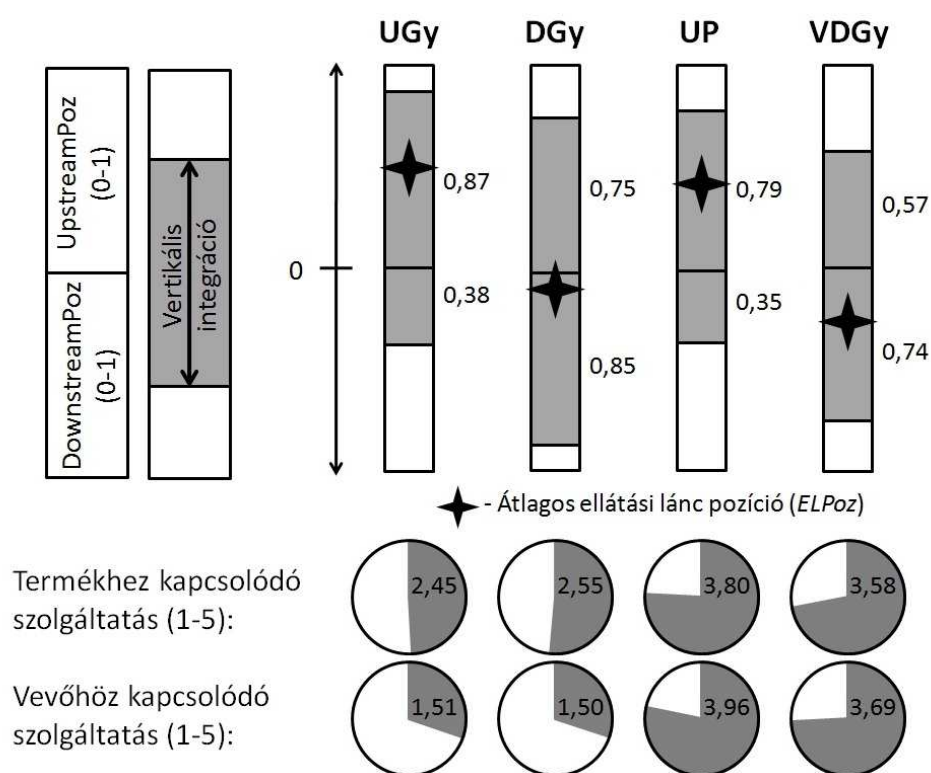 UGy
DGy
UP
VDGy
UpstreamPoz
(0-1)
DownstreamPoz
(0-1)
Vertikális
integráció
0
0,87
0,38
0,75
0,85
0,79
0,35
0,57
0,74
- Átlagos ellátási lánc pozíció (ELPoz)
Termékhez kapcsolódó
szolgáltatás (1-5):
2,45
2,55
3,80
3,58
Vevőhöz kapcsolódó
szolgáltatás (1-5):
1,51
1,50
3,96
3,69